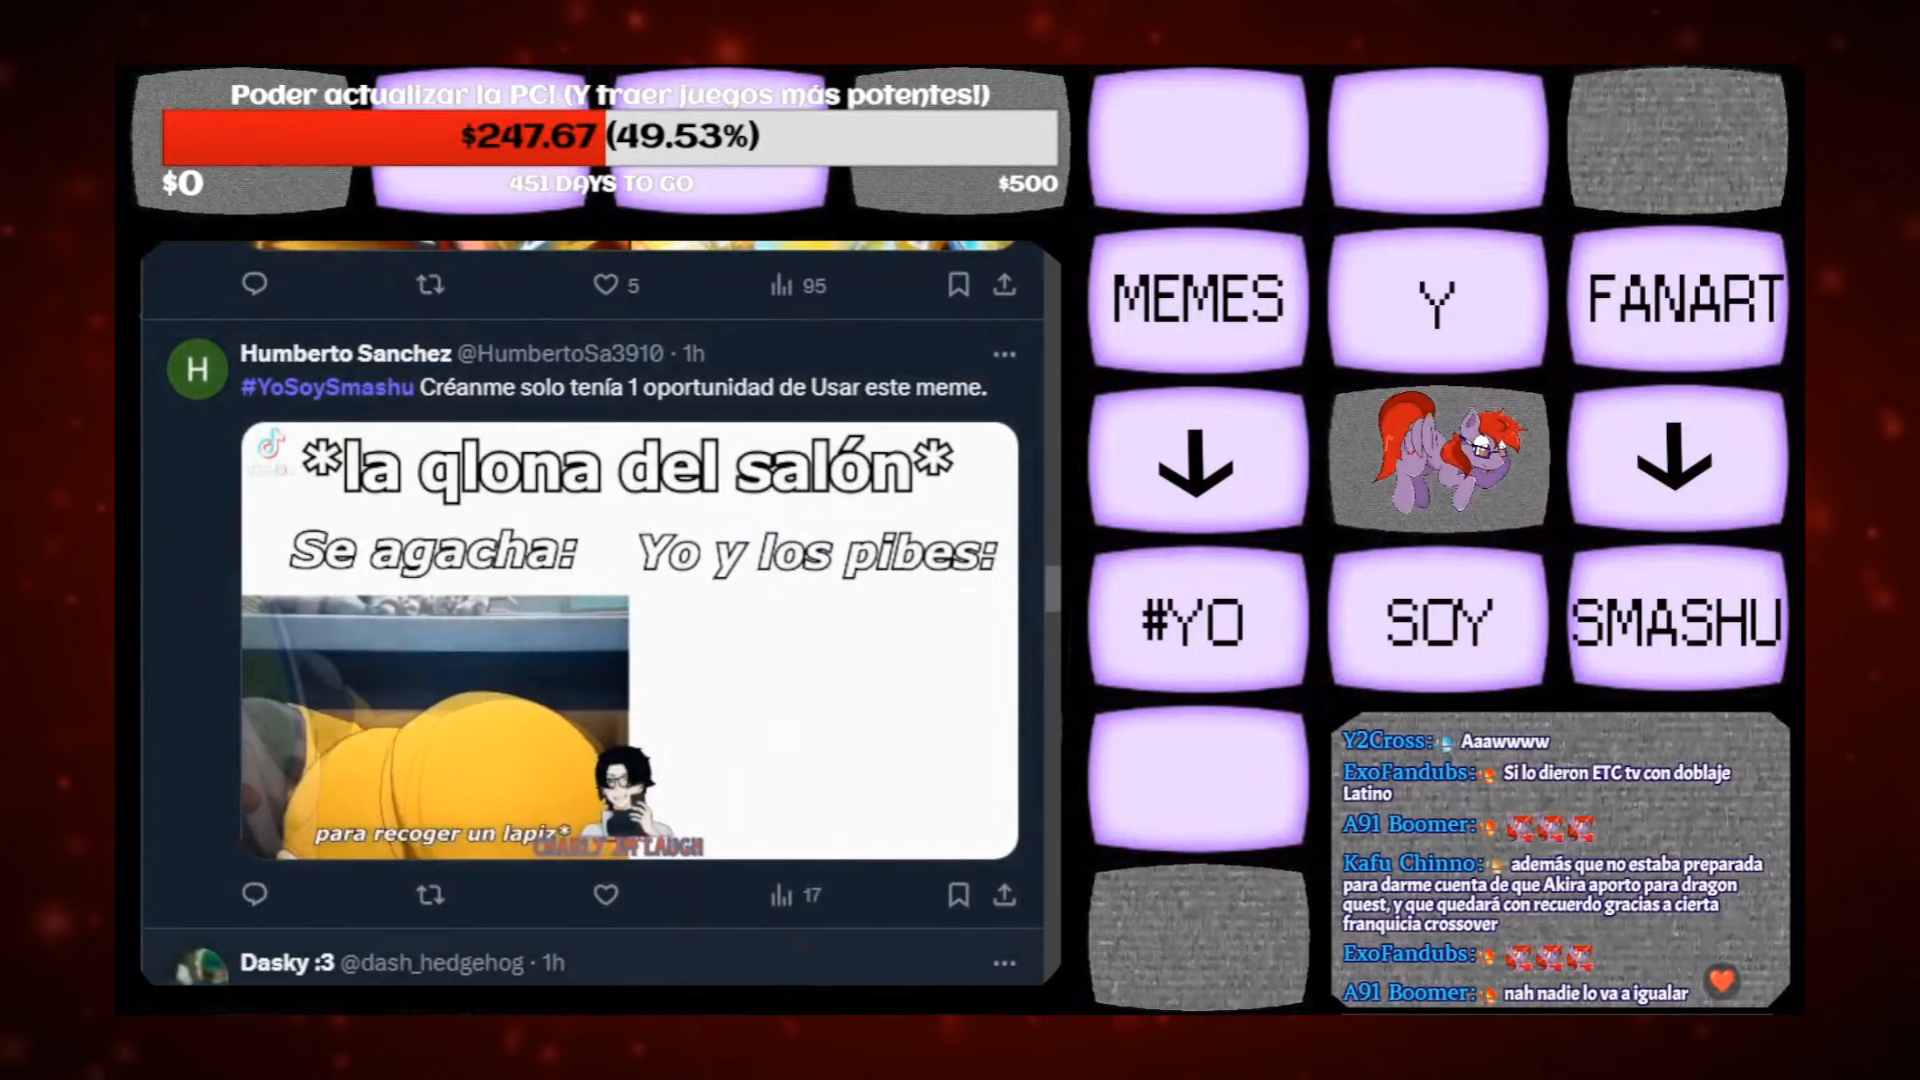 Poder actualizar la PC! (Y traer juegos más potentes!)
$247.67 (49.53%)
$0
451 DAYS TO GO
$500
5
95
H
Humberto Sanchez @HumbertoSa3910 · 1h
#YoSoySmashu Créanme solo tenía 1 oportunidad de Usar este meme.
*la qlona del salón*
Se agacha:
Yo y los pibes:
para recoger un lapiz*
17
Dasky :3 @dash_hedgehog · 1h
MEMES Y FANART
#YO SOY SMASHU
Y2Cross: Aaawwww
ExoFandubs: Si lo dieron ETC tv con doblaje
Latino
A91 Boomer:
Kafu Chinno: además que no estaba preparada
para darme cuenta de que Akira aporto para dragon
quest, y que quedará con recuerdo gracias a cierta
franquicia crossover
ExoFandubs:
A91 Boomer: nah nadie lo va a igualar